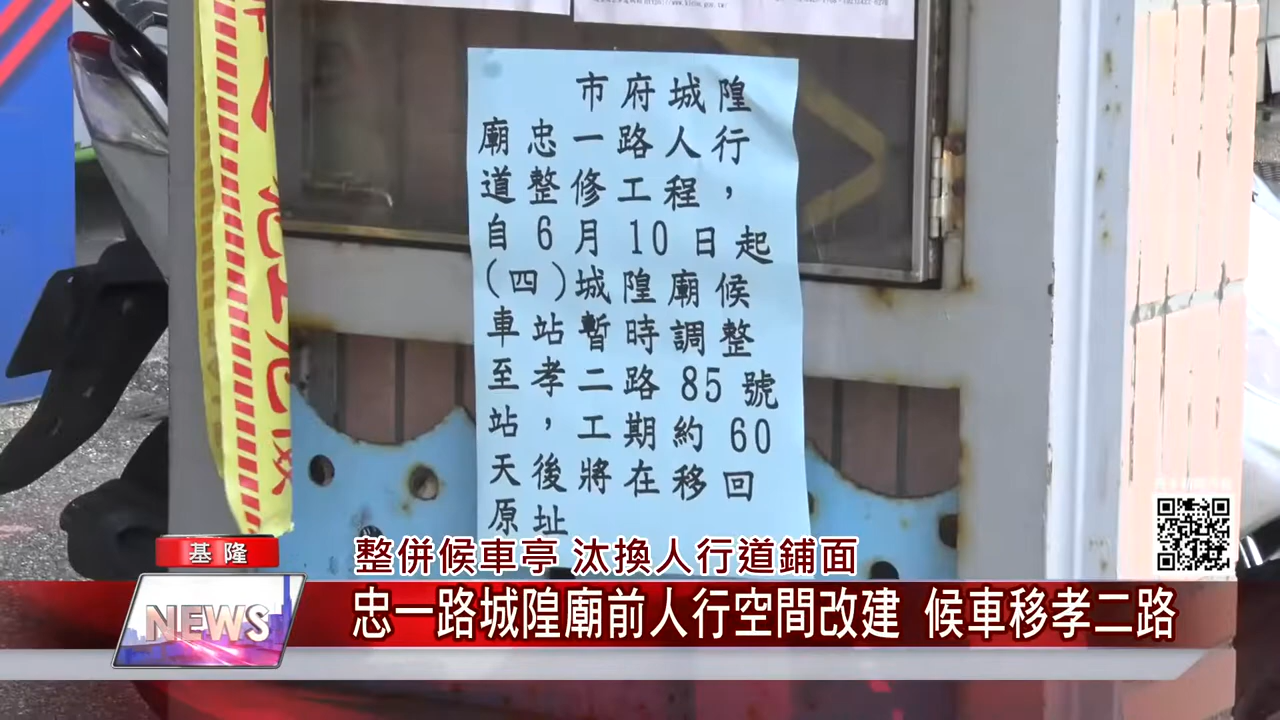 市府城隍
廟忠一路人行
道整修工程，
自6月10日起
(四)城隍廟候
車站暫時調整
至孝二路85號
站，工期約60
天後將在移回
原址
基隆
整併候車亭 汰換人行道鋪面
NEWS
忠一路城隍廟前人行空間改建 候車移孝二路